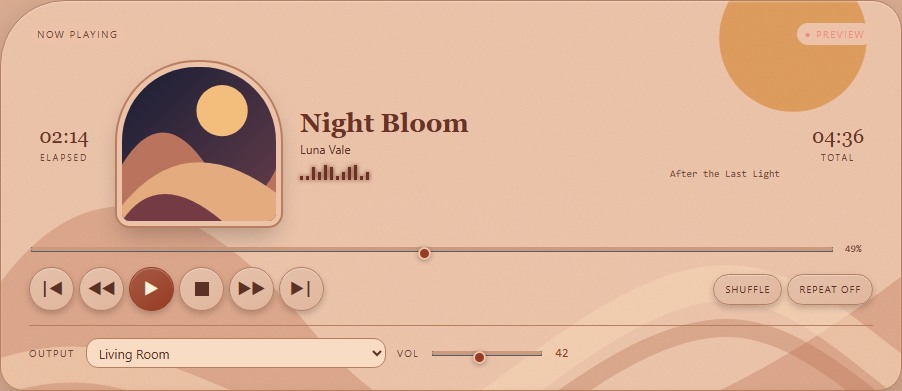 NOW PLAYING
PREVIEW
02:14
ELAPSED
Night Bloom
Luna Vale
After the Last Light
04:36
TOTAL
49%
SHUFFLE
REPEAT OFF
OUTPUT
Living Room
VOL
42